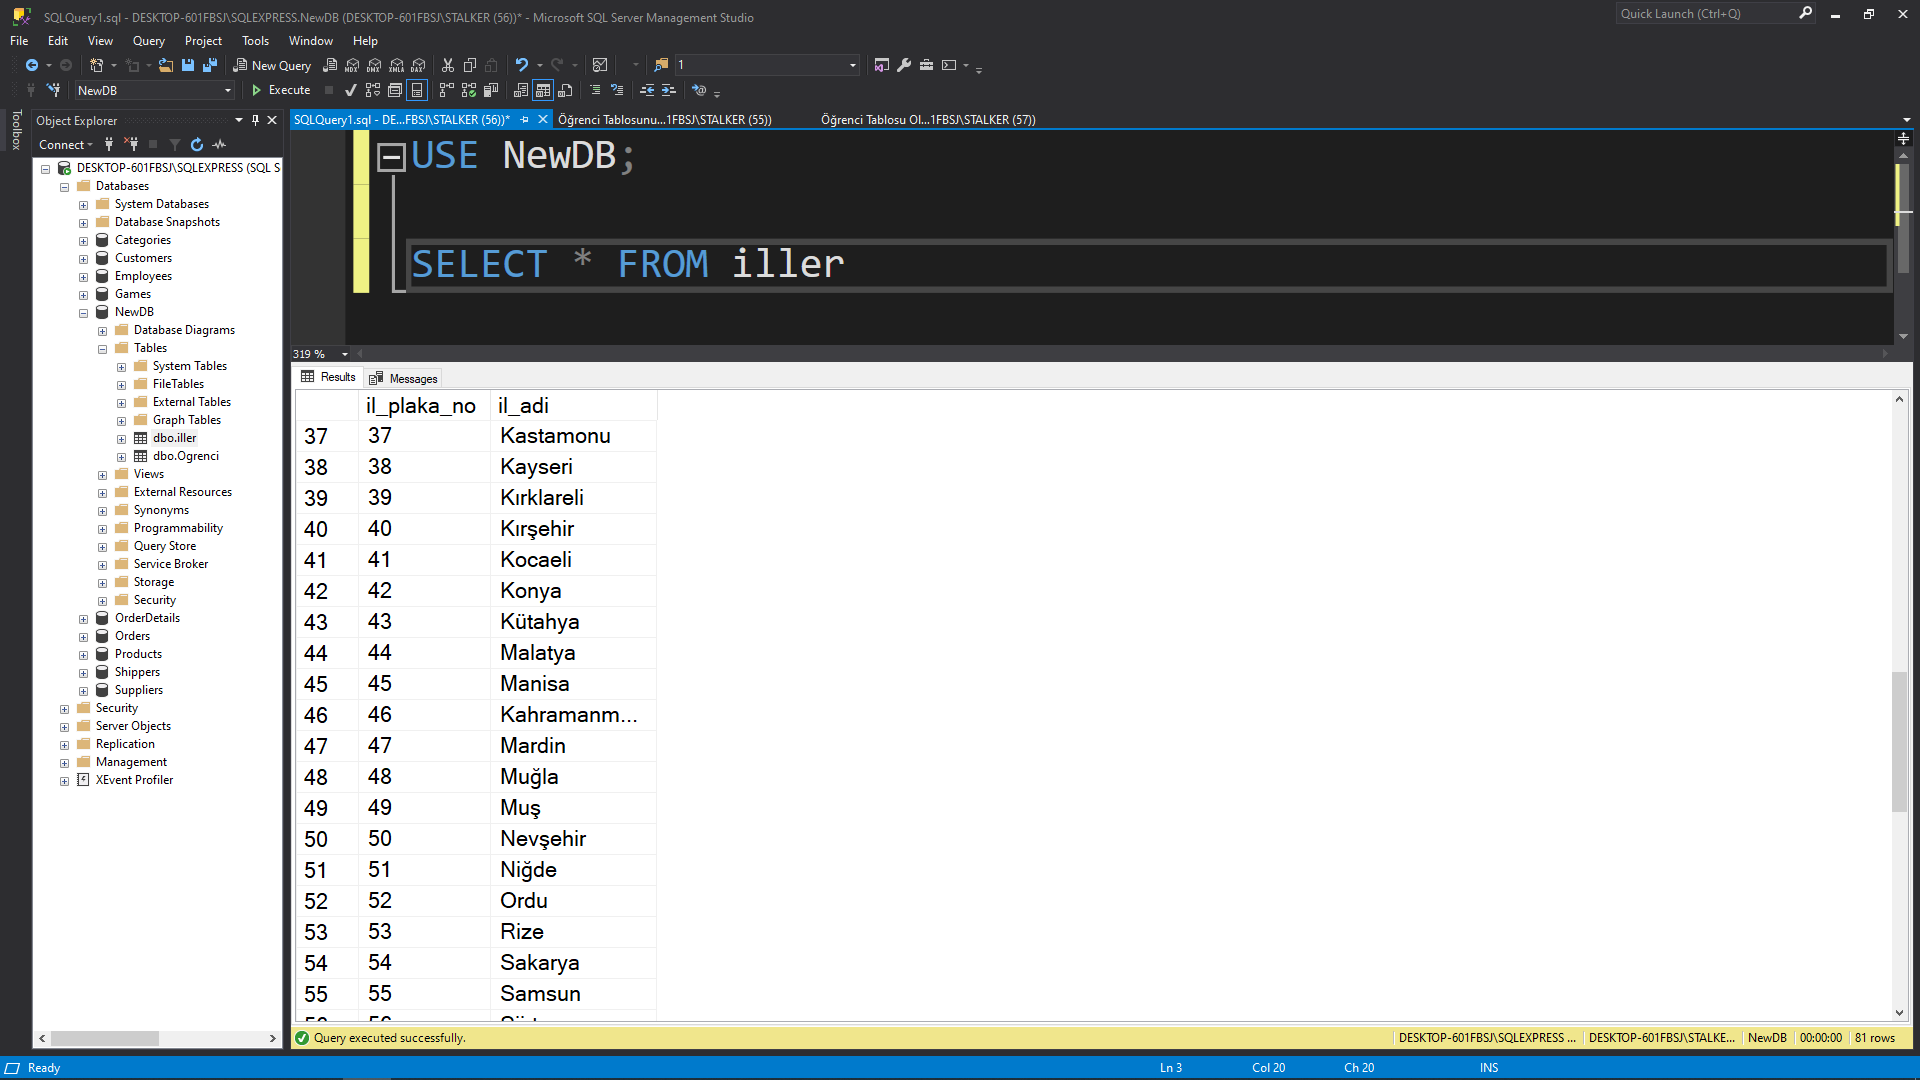 SQLQuery1.sql - DESKTOP-601FBSJ\SQLEXPRESS.NewDB (DESKTOP-601FBSJ\STALKER (56))* - Microsoft SQL Server Management Studio
Quick Launch (Ctrl+Q)
File Edit View Query Project Tools Window Help
New Query MDX DMX XMLA DAX 1
NewDB Execute
Toolbox
Object Explorer
Connect
DESKTOP-601FBSJ\SQLEXPRESS (SQL S
Databases
System Databases
Database Snapshots
Categories
Customers
Employees
Games
NewDB
Database Diagrams
Tables
System Tables
FileTables
External Tables
Graph Tables
dbo.iller
dbo.Ogrenci
Views
External Resources
Synonyms
Programmability
Query Store
Service Broker
Storage
Security
OrderDetails
Orders
Products
Shippers
Suppliers
Security
Server Objects
Replication
Management
XEvent Profiler
SQLQuery1.sql - DE...FBSJ\STALKER (56))* Öğrenci Tablosunu...1FBSJ\STALKER (55)) Öğrenci Tablosu Ol...1FBSJ\STALKER (57))
USE NewDB;
SELECT * FROM iller
319 %
Results Messages
il_plaka_no il_adi
37 37 Kastamonu
38 38 Kayseri
39 39 Kırklareli
40 40 Kırşehir
41 41 Kocaeli
42 42 Konya
43 43 Kütahya
44 44 Malatya
45 45 Manisa
46 46 Kahramanm...
47 47 Mardin
48 48 Muğla
49 49 Muş
50 50 Nevşehir
51 51 Niğde
52 52 Ordu
53 53 Rize
54 54 Sakarya
55 55 Samsun
Query executed successfully. DESKTOP-601FBSJ\SQLEXPRESS ... DESKTOP-601FBSJ\STALKE... NewDB 00:00:00 81 rows
Ready Ln 3 Col 20 Ch 20 INS